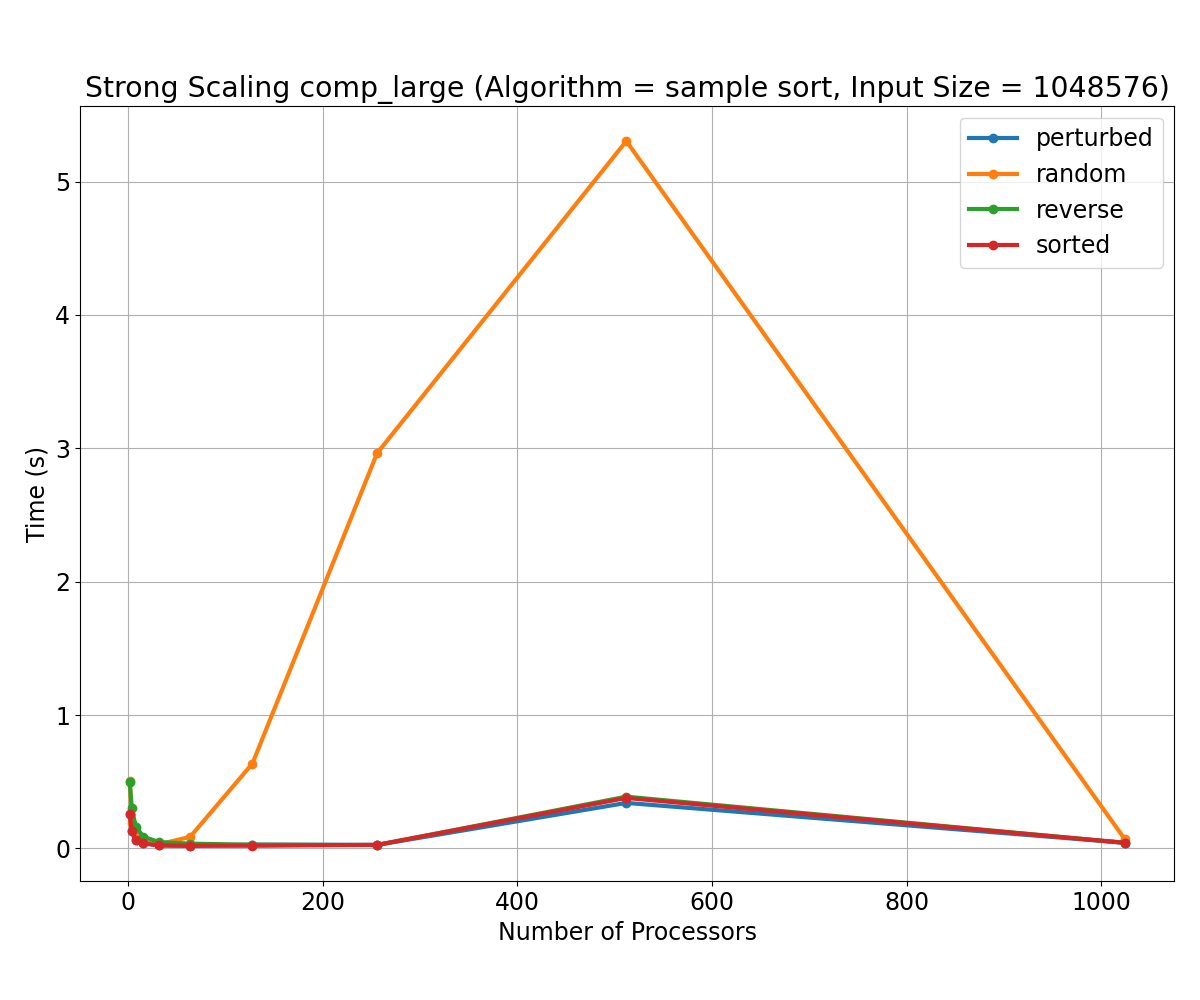 Strong Scaling comp_large (Algorithm = sample sort, Input Size = 1048576)
perturbed
random
reverse
sorted
5
4
3
2
1
0
Time (s)
0 200 400 600 800 1000
Number of Processors